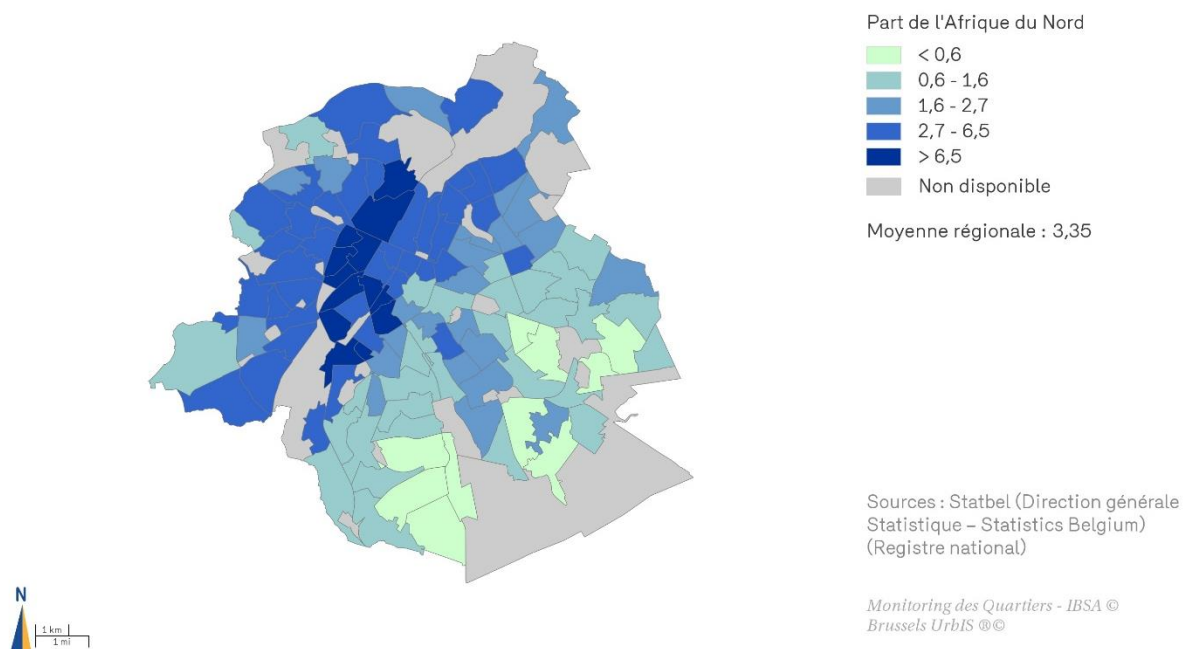 Part de l'Afrique du Nord
< 0,6
0,6 - 1,6
1,6 - 2,7
2,7 - 6,5
> 6,5
Non disponible
Moyenne régionale : 3,35
Sources : Statbel (Direction générale
Statistique – Statistics Belgium)
(Registre national)
Monitoring des Quartiers - IBSA ©
Brussels UrbIS ®©
N
1 km
1 mi